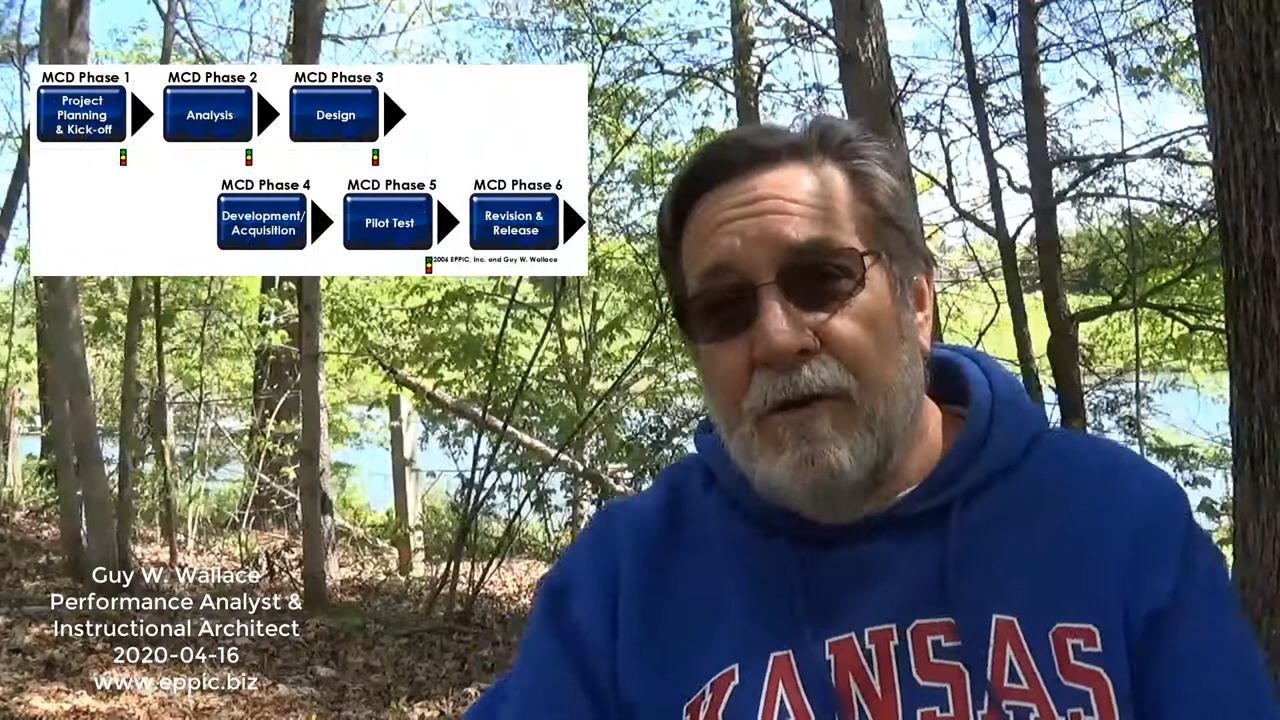 MCD Phase 1 MCD Phase 2 MCD Phase 3
Project
Planning
& Kick-off
Analysis
Design
MCD Phase 4 MCD Phase 5 MCD Phase 6
Development/
Acquisition
Pilot Test
Revision &
Release
2006 EPPIC, Inc. and Guy W. Wallace
Guy W. Wallace
Performance Analyst &
Instructional Architect
2020-04-16
www.eppic.biz
KANSAS